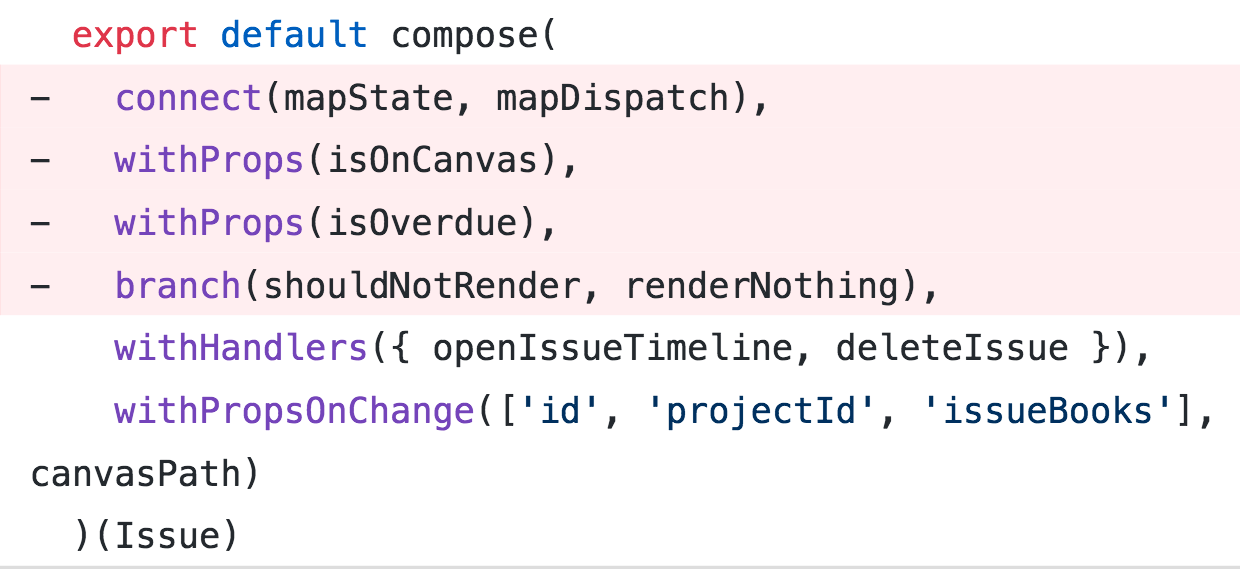 export default compose(
-   connect(mapState, mapDispatch),
-   withProps(isOnCanvas),
-   withProps(isOverdue),
-   branch(shouldNotRender, renderNothing),
    withHandlers({ openIssueTimeline, deleteIssue }),
    withPropsOnChange(['id', 'projectId', 'issueBooks'],
canvasPath)
  )(Issue)